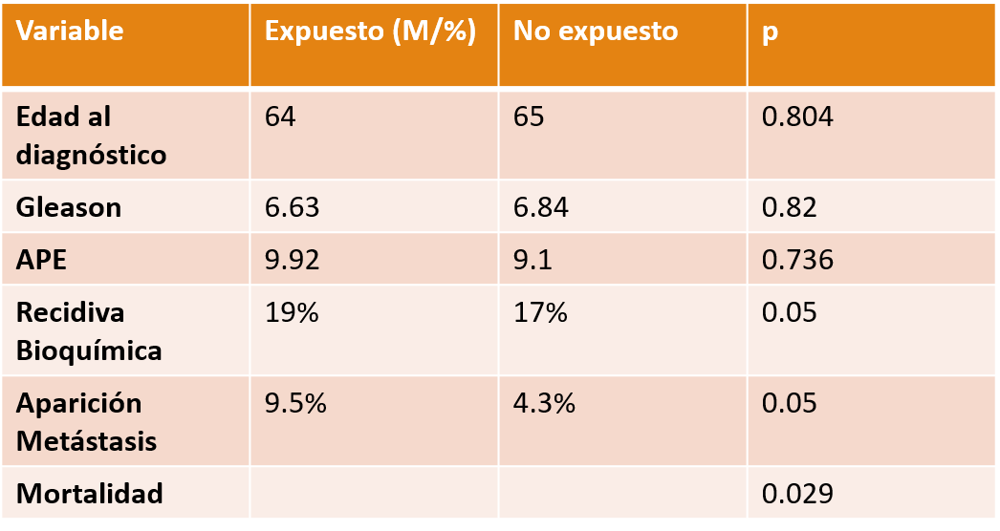 Variable Expuesto (M/%) No expuesto p
Edad al 64 65 0.804
diagnóstico
Gleason 6.63 6.84 0.82
APE 9.92 9.1 0.736
Recidiva 19% 17% 0.05
Bioquímica
Aparición 9.5% 4.3% 0.05
Metástasis
Mortalidad 0.029